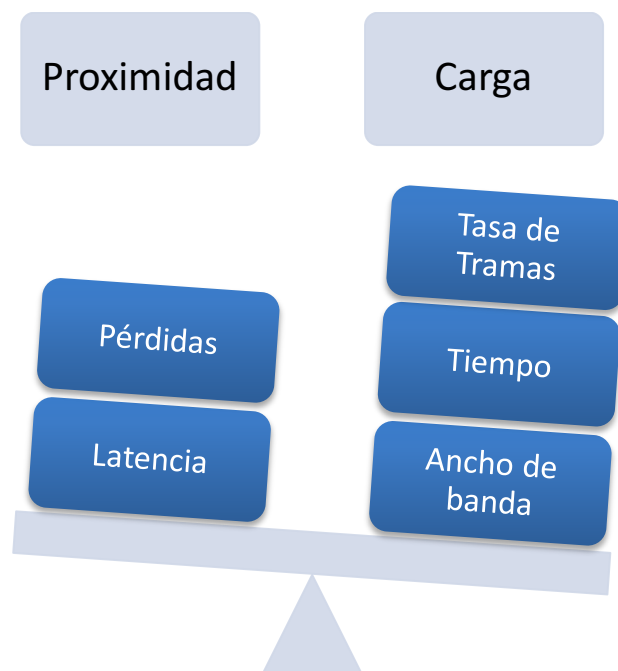 Proximidad
Carga
Tasa de
Tramas
Pérdidas
Tiempo
Latencia
Ancho de
banda